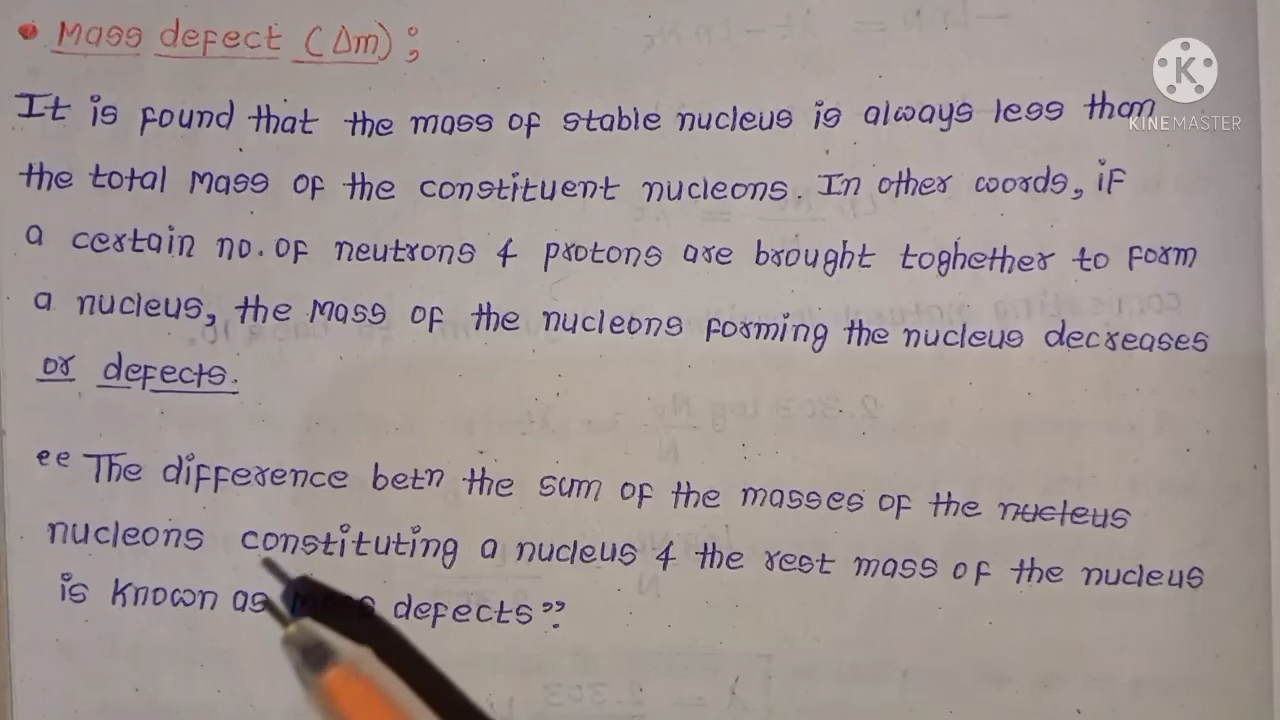 • Mass defect (Δm) ;
It is found that the mass of stable nucleus is always less than
the total mass of the constituent nucleons. In other words, if
a certain no. of neutrons & protons are brought toghether to form
a nucleus, the mass of the nucleons forming the nucleus decreases
or defects.
“ The difference betn the sum of the masses of the nucleus
nucleons constituting a nucleus & the rest mass of the nucleus
is known as mass defects”.
K
KINEMASTER